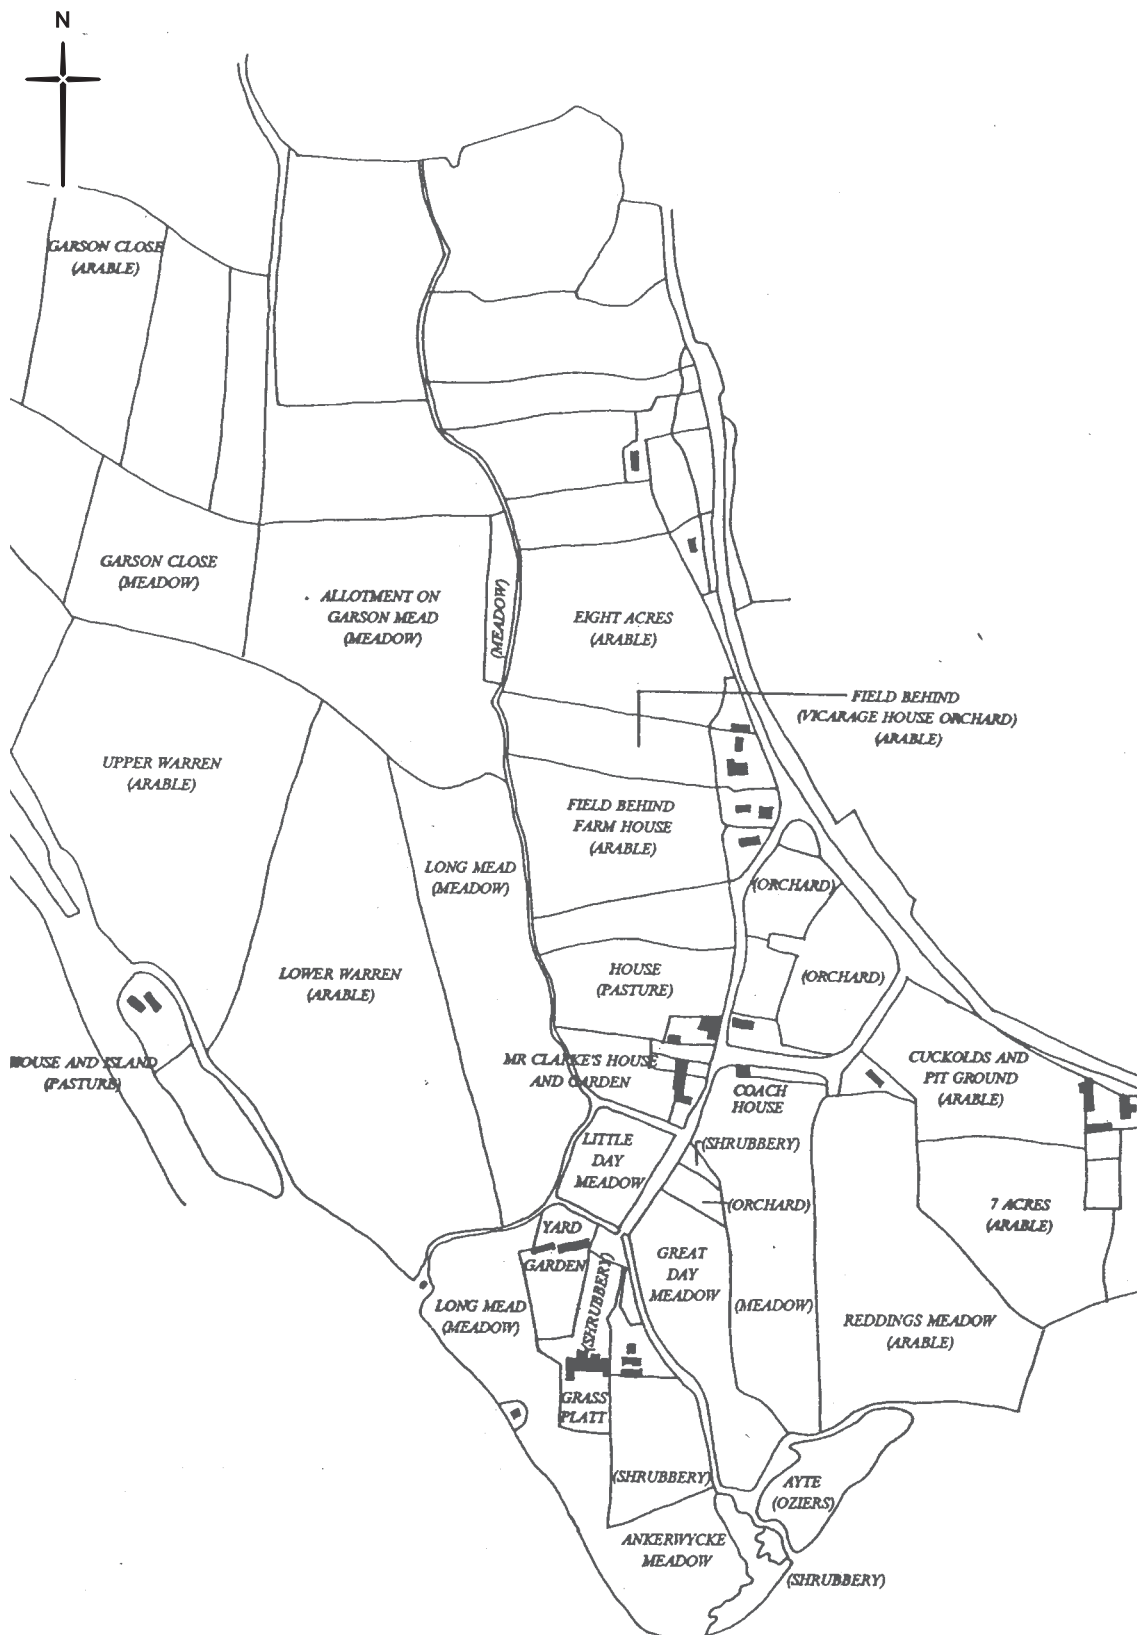 N
GARSON CLOSE
(ARABLE)
GARSON CLOSE
(MEADOW)
ALLOTMENT ON
GARSON MEAD
(MEADOW)
(MEADOW)
EIGHT ACRES
(ARABLE)
FIELD BEHIND
(VICARAGE HOUSE ORCHARD)
(ARABLE)
UPPER WARREN
(ARABLE)
FIELD BEHIND
FARM HOUSE
(ARABLE)
LONG MEAD
(MEADOW)
(ORCHARD)
LOWER WARREN
(ARABLE)
HOUSE
(PASTURE)
(ORCHARD)
HOUSE AND ISLAND
(PASTURE)
MR CLARKE'S HOUSE
AND GARDEN
COACH
HOUSE
CUCKOLDS AND
PIT GROUND
(ARABLE)
LITTLE
DAY
MEADOW
(SHRUBBERY)
(ORCHARD)
7 ACRES
(ARABLE)
YARD
GARDEN
(SHRUBBERY)
GREAT
DAY
MEADOW
(MEADOW)
LONG MEAD
(MEADOW)
REDDINGS MEADOW
(ARABLE)
GRASS
PLATT
(SHRUBBERY)
AYTE
(OZIERS)
ANKERWYCKE
MEADOW
(SHRUBBERY)